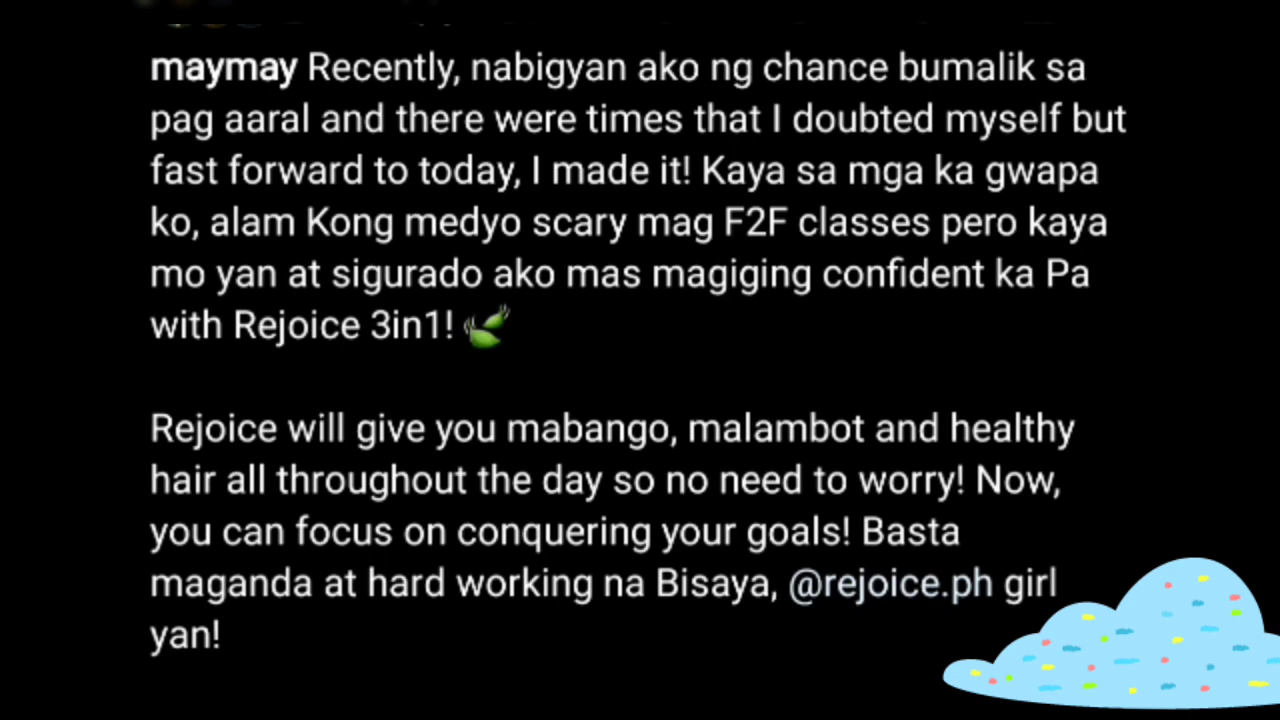 maymay Recently, nabigyan ako ng chance bumalik sa
pag aaral and there were times that I doubted myself but
fast forward to today, I made it! Kaya sa mga ka gwapa
ko, alam Kong medyo scary mag F2F classes pero kaya
mo yan at sigurado ako mas magiging confident ka Pa
with Rejoice 3in1! 🍃

Rejoice will give you mabango, malambot and healthy
hair all throughout the day so no need to worry! Now,
you can focus on conquering your goals! Basta
maganda at hard working na Bisaya, @rejoice.ph girl
yan!